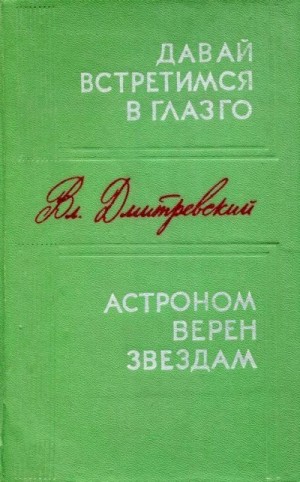 ДАВАЙ
ВСТРЕТИМСЯ
В ГЛАЗГО
Вл. Дмитревский
АСТРОНОМ
ВЕРЕН
ЗВЕЗДАМ